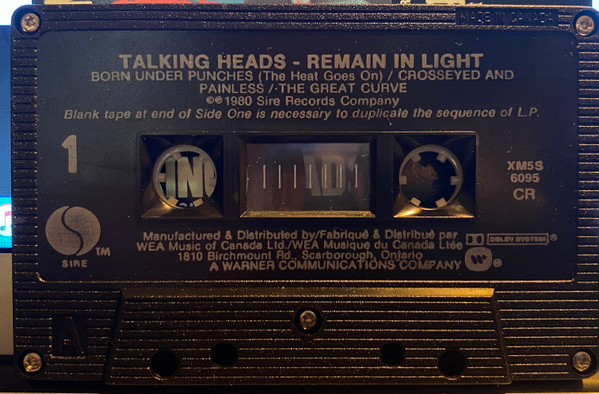 MADE IN CANADA
TALKING HEADS - REMAIN IN LIGHT
BORN UNDER PUNCHES (The Heat Goes On) / CROSSEYED AND
PAINLESS / THE GREAT CURVE
©℗1980 Sire Records Company
Blank tape at end of Side One is necessary to duplicate the sequence of L.P.
1
XM5S
6095
CR
SIRE TM
Manufactured & Distributed by/Fabriqué & Distribué par
WEA Music of Canada Ltd./WEA Musique du Canada Ltée
1810 Birchmount Rd., Scarborough, Ontario
A WARNER COMMUNICATIONS COMPANY
DOLBY SYSTEM ®
A